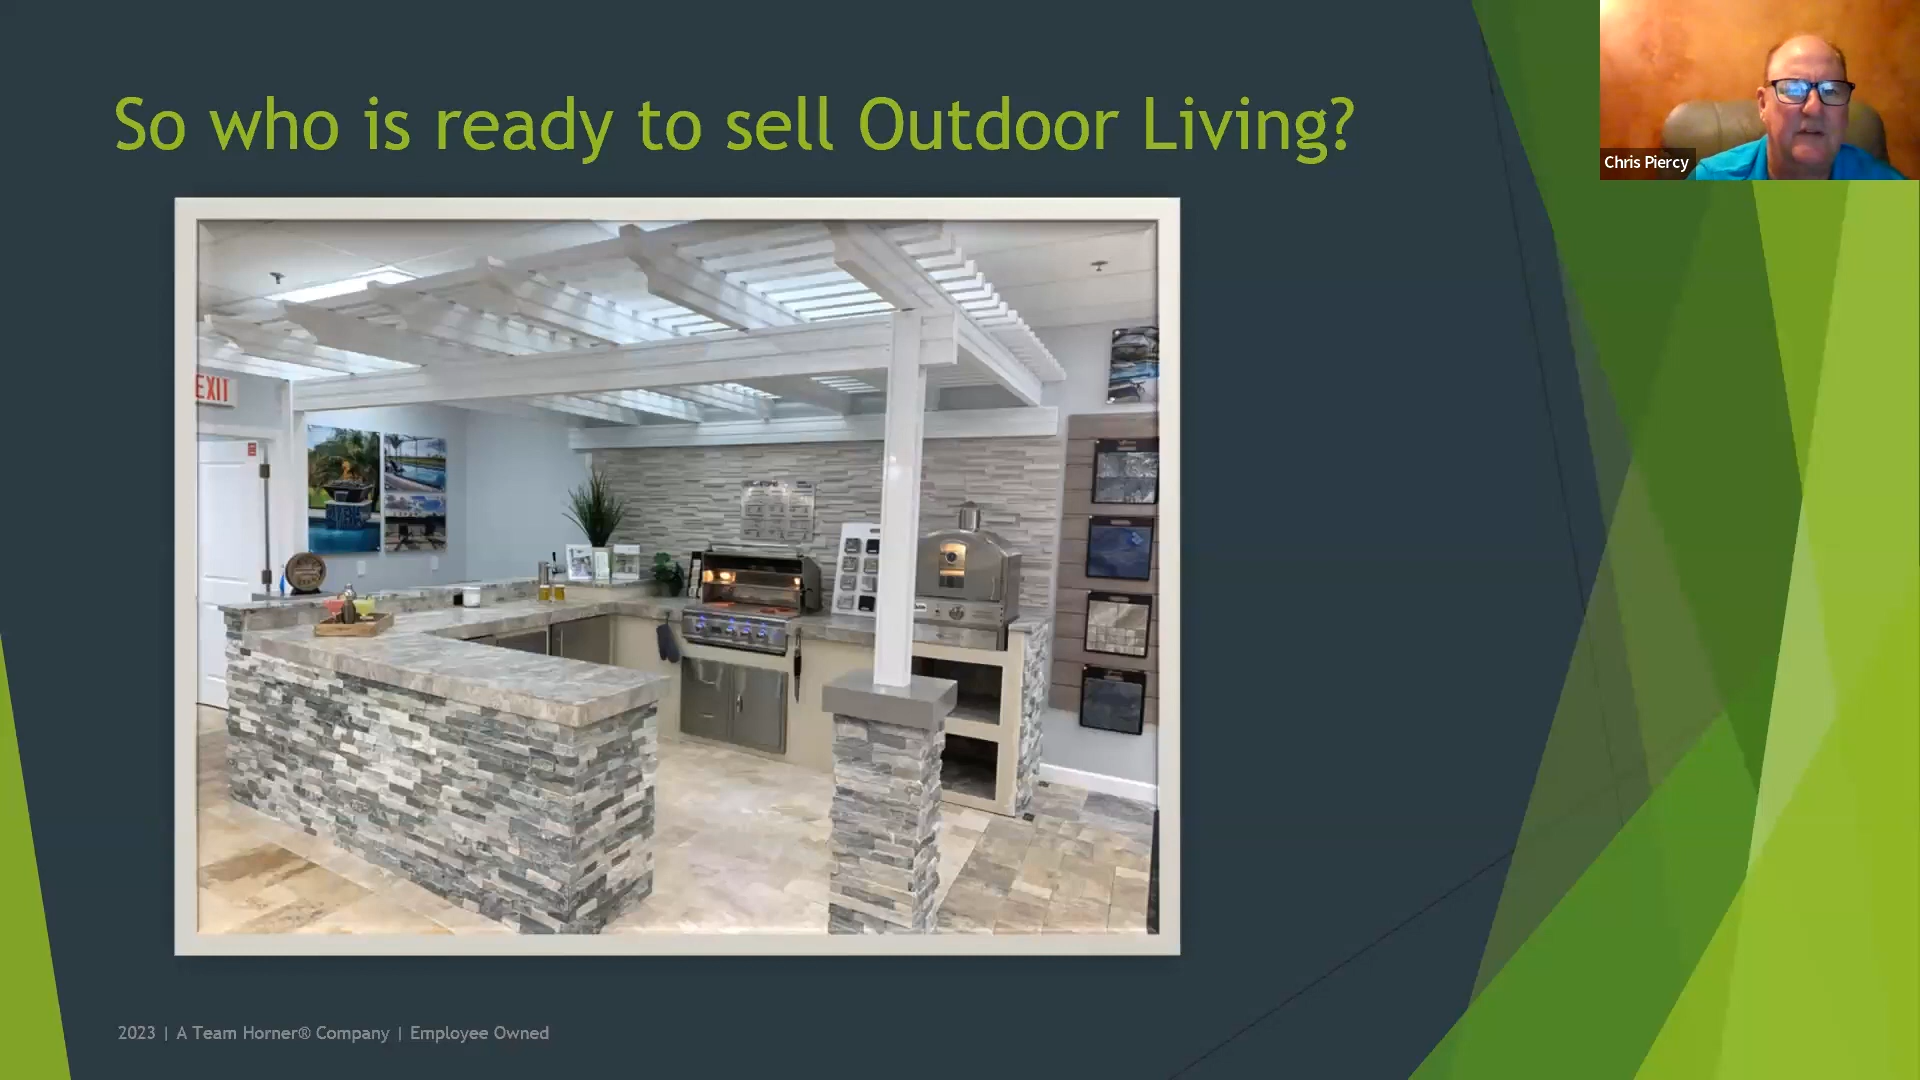 So who is ready to sell Outdoor Living?
Chris Piercy
EXIT
2023 | A Team Horner® Company | Employee Owned